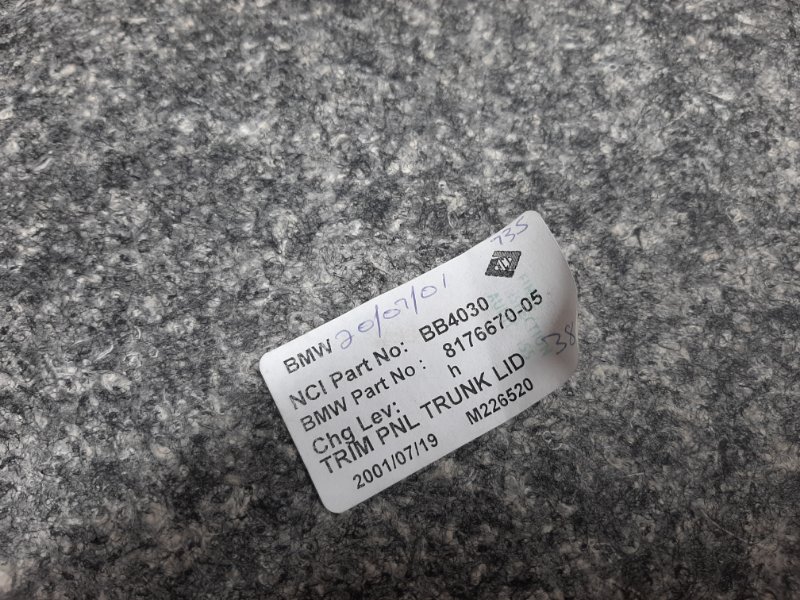 735
BMW 20/07/01
NCI Part No: BB4030
BMW Part No: 8176670-05
Chg Lev: h
38
TRIM PNL TRUNK LID
2001/07/19 M226520